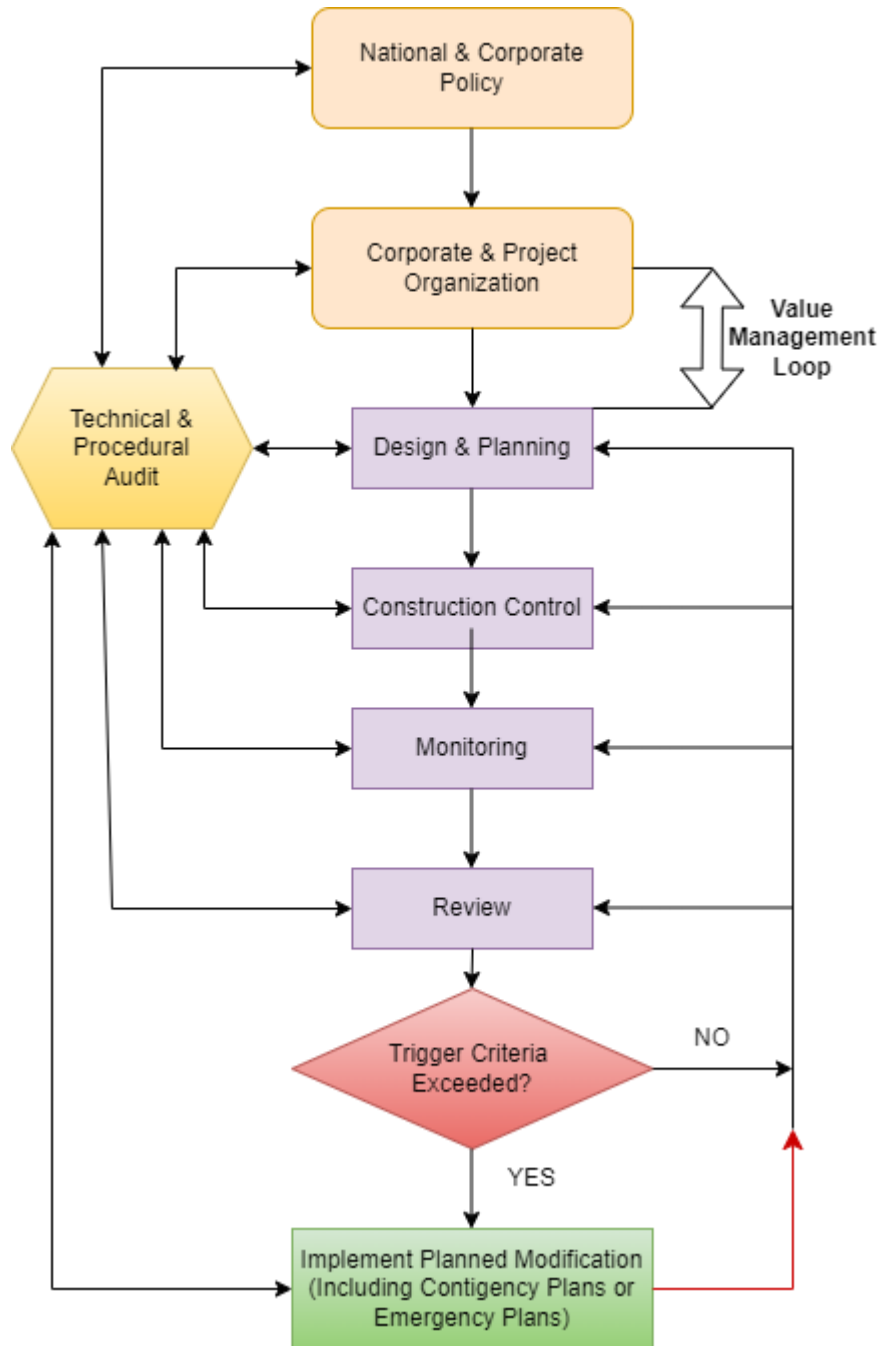 National & Corporate
Policy
Corporate & Project
Organization
Value
Management
Loop
Technical &
Procedural
Audit
Design & Planning
Construction Control
Monitoring
Review
Trigger Criteria
Exceeded?
NO
YES
Implement Planned Modification
(Including Contigency Plans or
Emergency Plans)